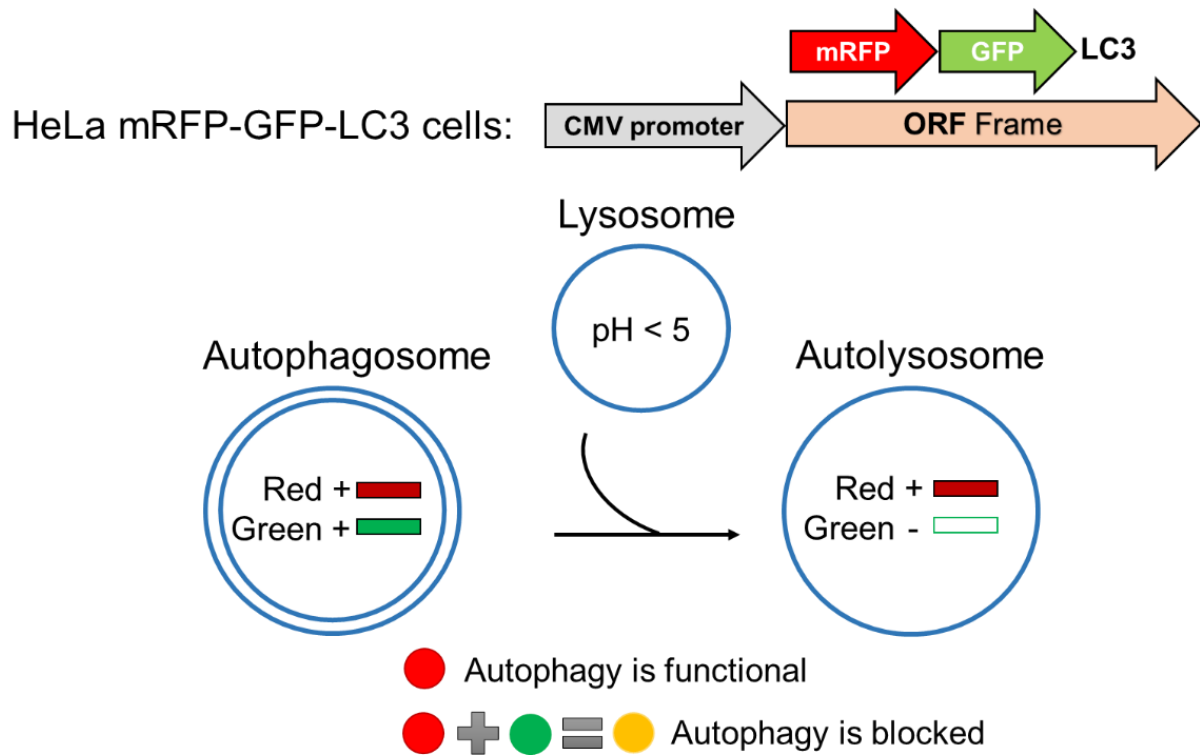 mRFP GFP LC3
HeLa mRFP-GFP-LC3 cells: CMV promoter ORF Frame
Lysosome
pH < 5
Autophagosome Autolysosome
Red + Red +
Green + Green -
Autophagy is functional
Autophagy is blocked